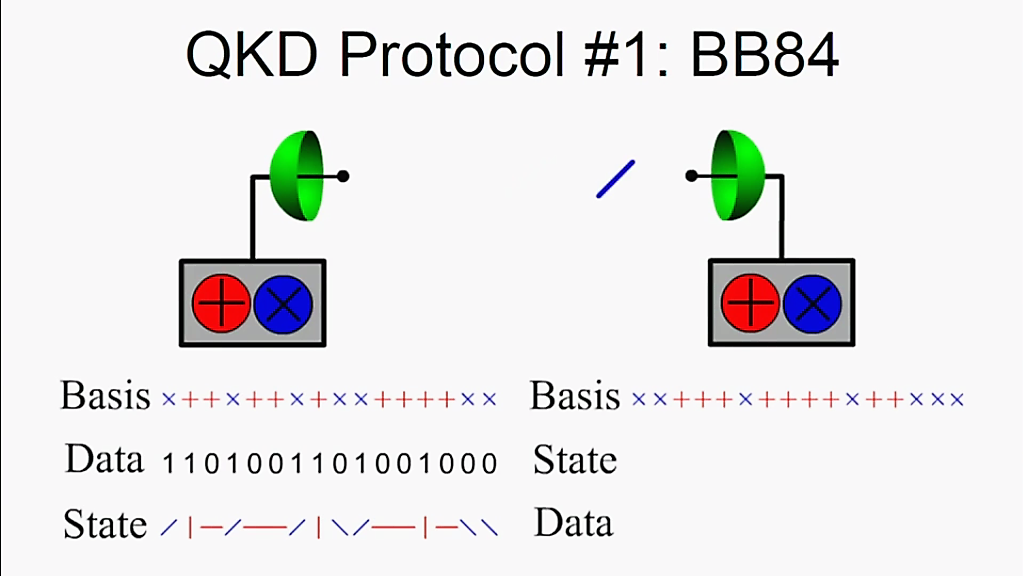 QKD Protocol #1: BB84
Basis ×++×++×+××++++××
Data 1101001101001000
State /|—/——/|\/——|—\\
Basis ××+++×++++×++×××
State
Data